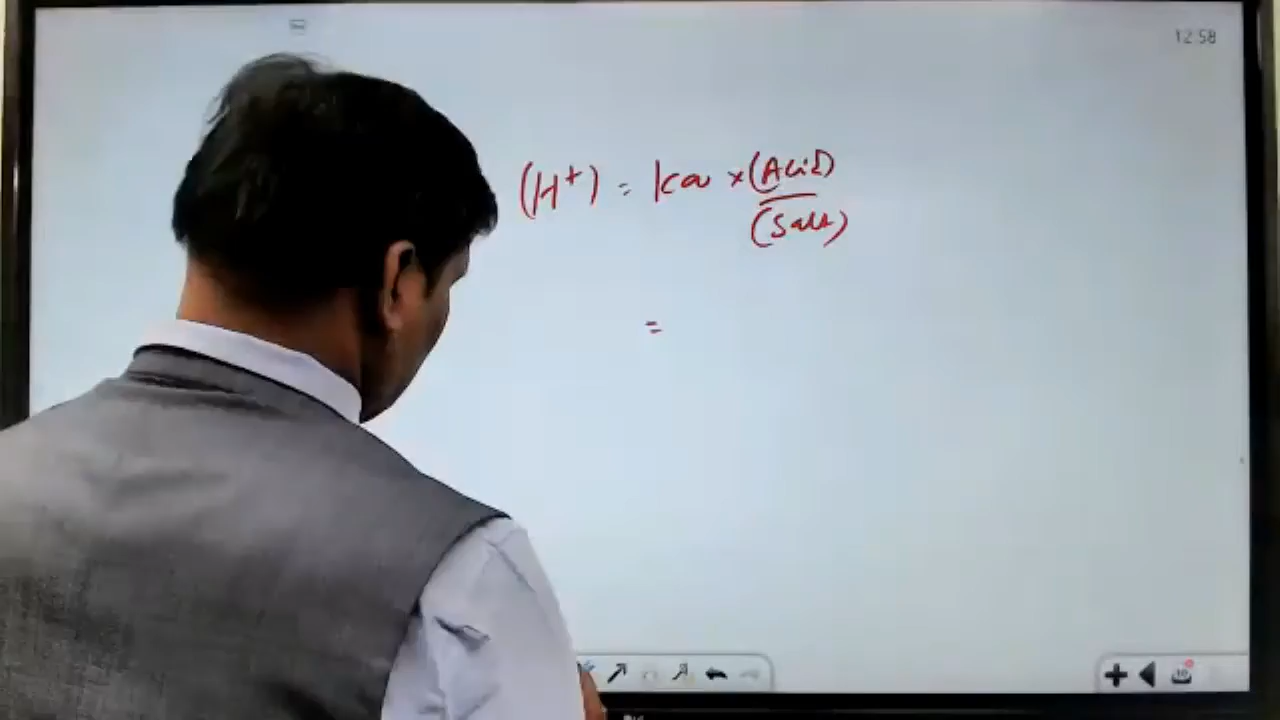 12:58
(H+) = Ka × (Acid)
(Salt)
=